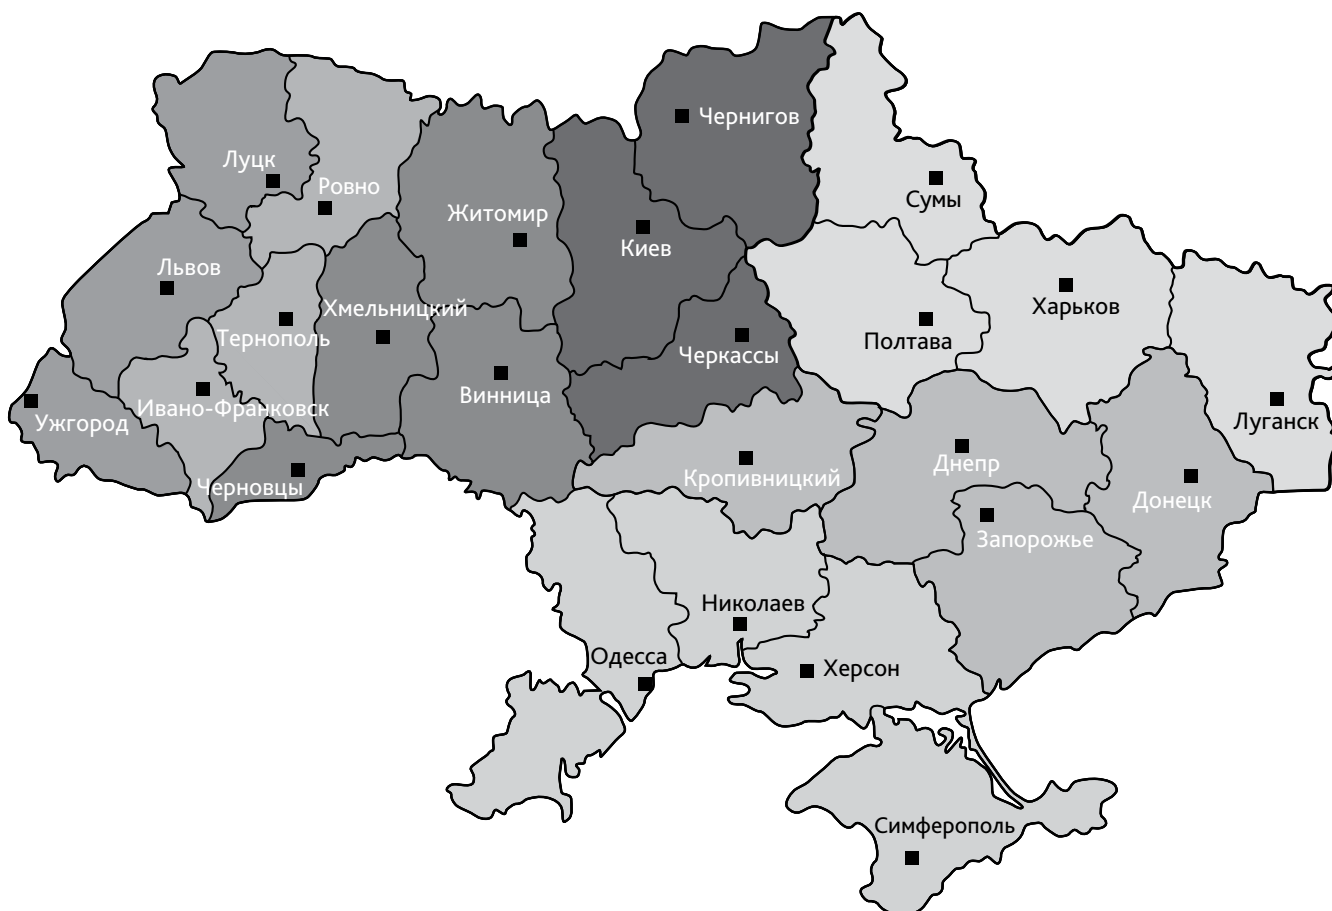 Чернигов
Луцк
Ровно
Сумы
Житомир
Киев
Львов
Хмельницкий
Харьков
Тернополь
Полтава
Черкассы
Винница
Ивано-Франковск
Ужгород
Луганск
Днепр
Кропивницкий
Черновцы
Донецк
Запорожье
Николаев
Одесса
Херсон
Симферополь